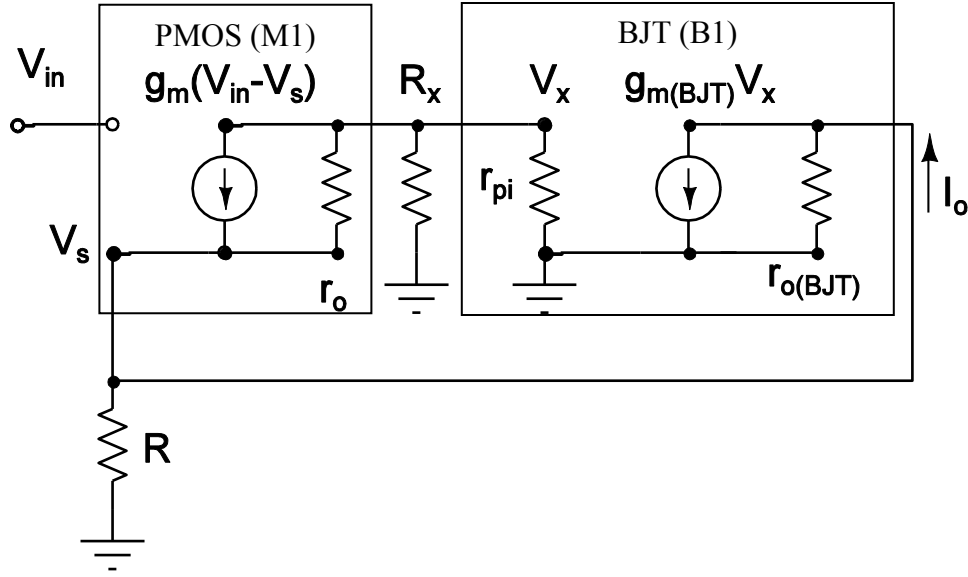 PMOS (M1)
BJT (B1)
V_in
g_m(V_in-V_s)
R_x
V_x
g_m(BJT)V_x
r_pi
I_o
V_s
r_o
r_o(BJT)
R